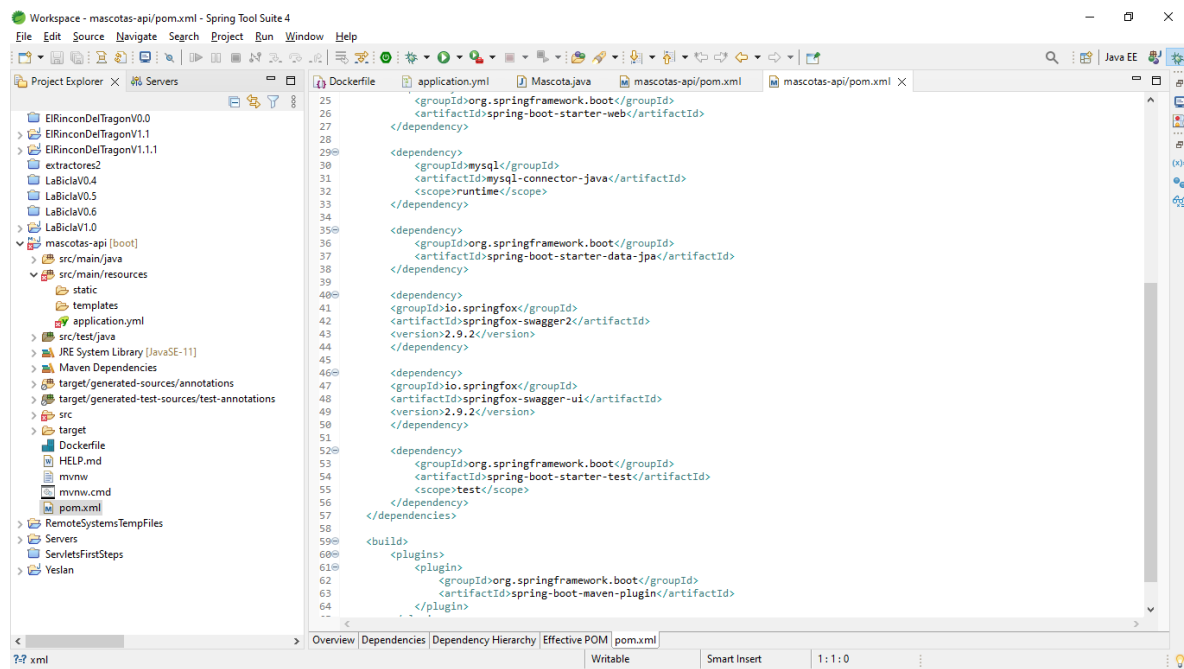 Workspace - mascotas-api/pom.xml - Spring Tool Suite 4
File Edit Source Navigate Search Project Run Window Help
Java EE
Project Explorer Servers
Dockerfile application.yml Mascota.java mascotas-api/pom.xml mascotas-api/pom.xml
ElRinconDelTragonV0.0
ElRinconDelTragonV1.1
ElRinconDelTragonV1.1.1
extractores2
LaBiclaV0.4
LaBiclaV0.5
LaBiclaV0.6
LaBiclaV1.0
mascotas-api [boot]
src/main/java
src/main/resources
static
templates
application.yml
src/test/java
JRE System Library [JavaSE-11]
Maven Dependencies
target/generated-sources/annotations
target/generated-test-sources/test-annotations
src
target
Dockerfile
HELP.md
mvnw
mvnw.cmd
pom.xml
RemoteSystemsTempFiles
Servers
ServletsFirstSteps
Yeslan
25 <groupId>org.springframework.boot</groupId>
26 <artifactId>spring-boot-starter-web</artifactId>
27 </dependency>
28
29 <dependency>
30 <groupId>mysql</groupId>
31 <artifactId>mysql-connector-java</artifactId>
32 <scope>runtime</scope>
33 </dependency>
34
35 <dependency>
36 <groupId>org.springframework.boot</groupId>
37 <artifactId>spring-boot-starter-data-jpa</artifactId>
38 </dependency>
39
40 <dependency>
41 <groupId>io.springfox</groupId>
42 <artifactId>springfox-swagger2</artifactId>
43 <version>2.9.2</version>
44 </dependency>
45
46 <dependency>
47 <groupId>io.springfox</groupId>
48 <artifactId>springfox-swagger-ui</artifactId>
49 <version>2.9.2</version>
50 </dependency>
51
52 <dependency>
53 <groupId>org.springframework.boot</groupId>
54 <artifactId>spring-boot-starter-test</artifactId>
55 <scope>test</scope>
56 </dependency>
57 </dependencies>
58
59 <build>
60 <plugins>
61 <plugin>
62 <groupId>org.springframework.boot</groupId>
63 <artifactId>spring-boot-maven-plugin</artifactId>
64 </plugin>
Overview Dependencies Dependency Hierarchy Effective POM pom.xml
xml Writable Smart Insert 1 : 1 : 0